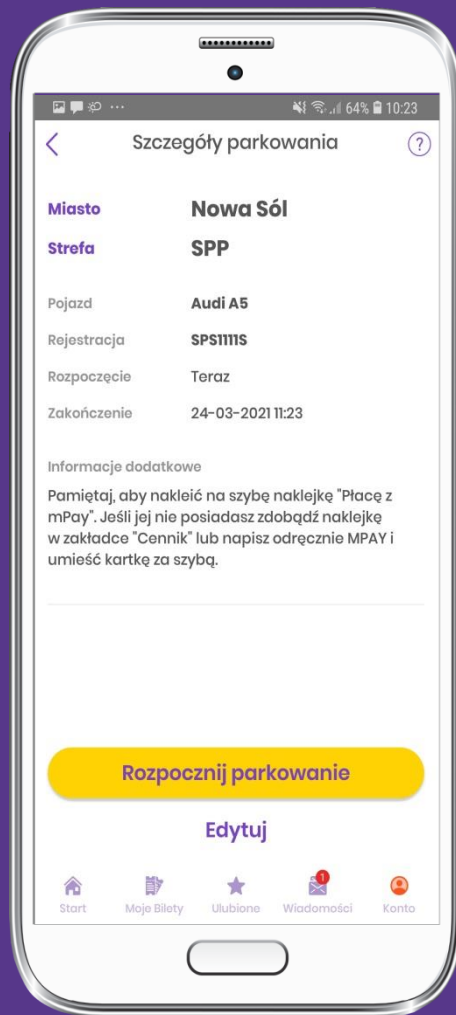 64% 10:23
Szczegóły parkowania ?
Miasto Nowa Sól
Strefa SPP
Pojazd Audi A5
Rejestracja SPS1111S
Rozpoczęcie Teraz
Zakończenie 24-03-2021 11:23
Informacje dodatkowe
Pamiętaj, aby nakleić na szybę naklejkę "Płacę z
mPay". Jeśli jej nie posiadasz zdobądź naklejkę
w zakładce "Cennik" lub napisz odręcznie MPAY i
umieść kartkę za szybą.
Rozpocznij parkowanie
Edytuj
1
Start Moje Bilety Ulubione Wiadomości Konto